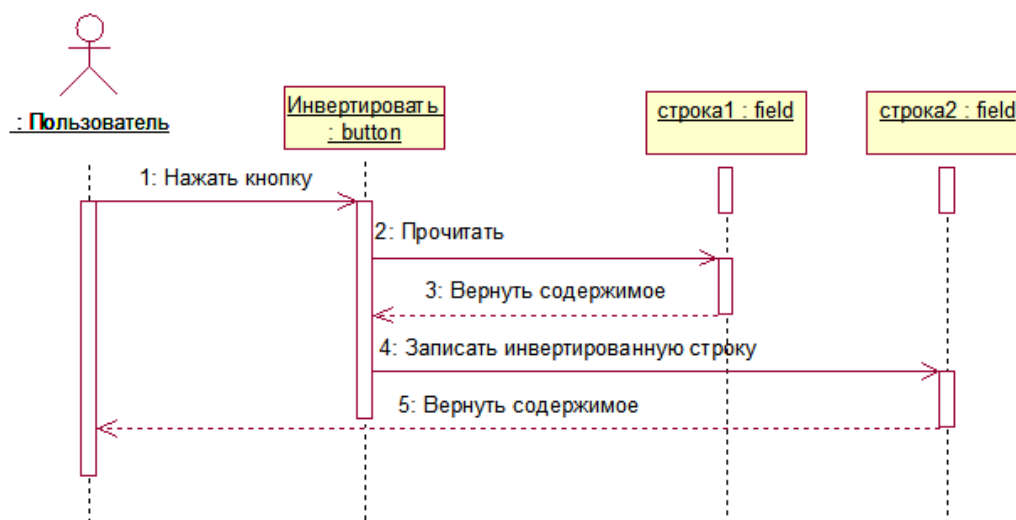 : Пользователь
Инвертировать
: button
строка1 : field
строка2 : field
1: Нажать кнопку
2: Прочитать
3: Вернуть содержимое
4: Записать инвертированную строку
5: Вернуть содержимое